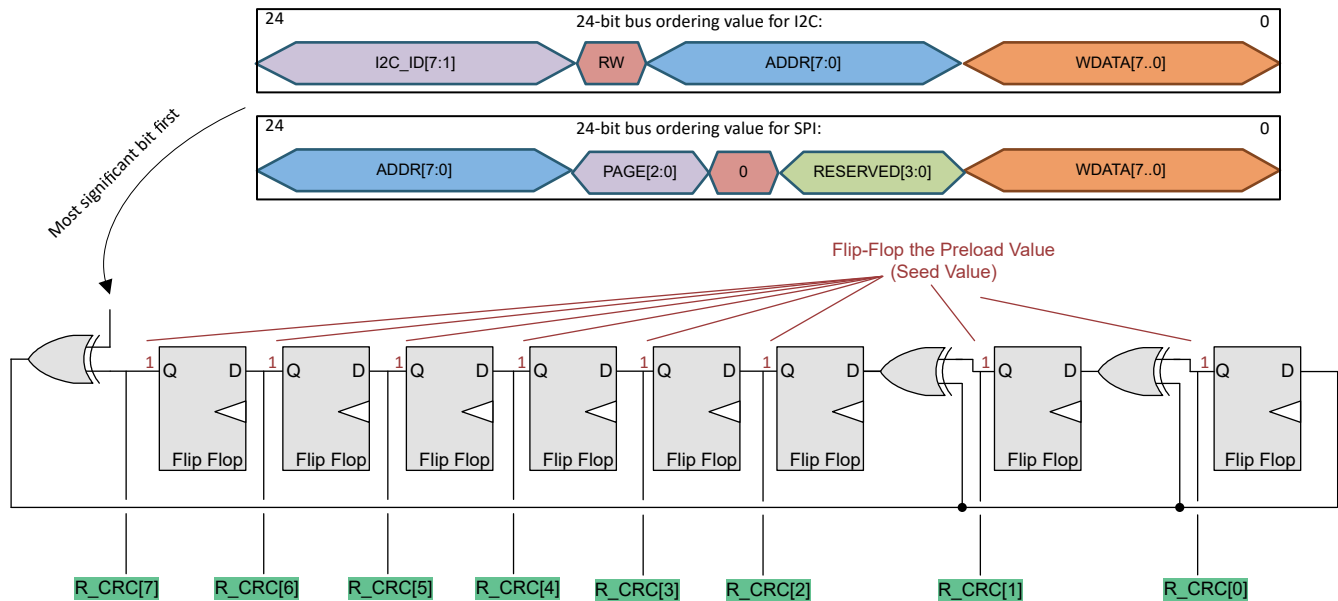 24 24-bit bus ordering value for I2C: 0
I2C_ID[7:1] RW ADDR[7:0] WDATA[7..0]
24 24-bit bus ordering value for SPI: 0
ADDR[7:0] PAGE[2:0] 0 RESERVED[3:0] WDATA[7..0]
Most significant bit first
Flip-Flop the Preload Value
(Seed Value)
1 1 1 1 1 1 1 1
Q D Q D Q D Q D Q D Q D Q D Q D
Flip Flop Flip Flop Flip Flop Flip Flop Flip Flop Flip Flop Flip Flop Flip Flop
R_CRC[7] R_CRC[6] R_CRC[5] R_CRC[4] R_CRC[3] R_CRC[2] R_CRC[1] R_CRC[0]